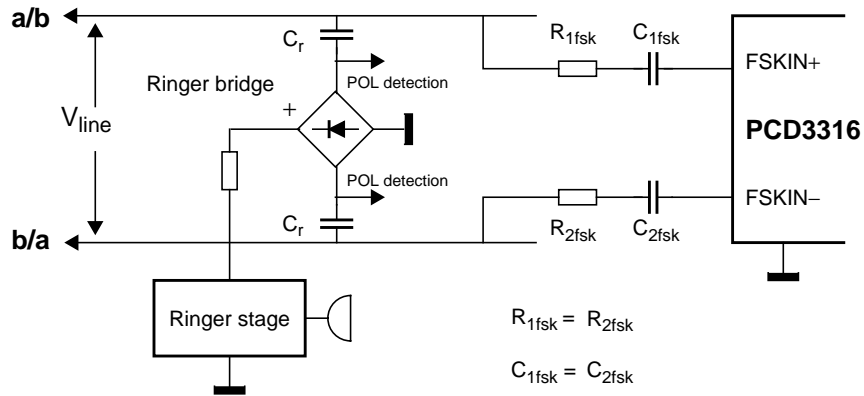 a/b
C_r
R_1fsk
C_1fsk
FSKIN+
POL detection
Ringer bridge
+
V_line
PCD3316
POL detection
FSKIN−
C_r
b/a
R_2fsk
C_2fsk
Ringer stage
R_1fsk = R_2fsk
C_1fsk = C_2fsk